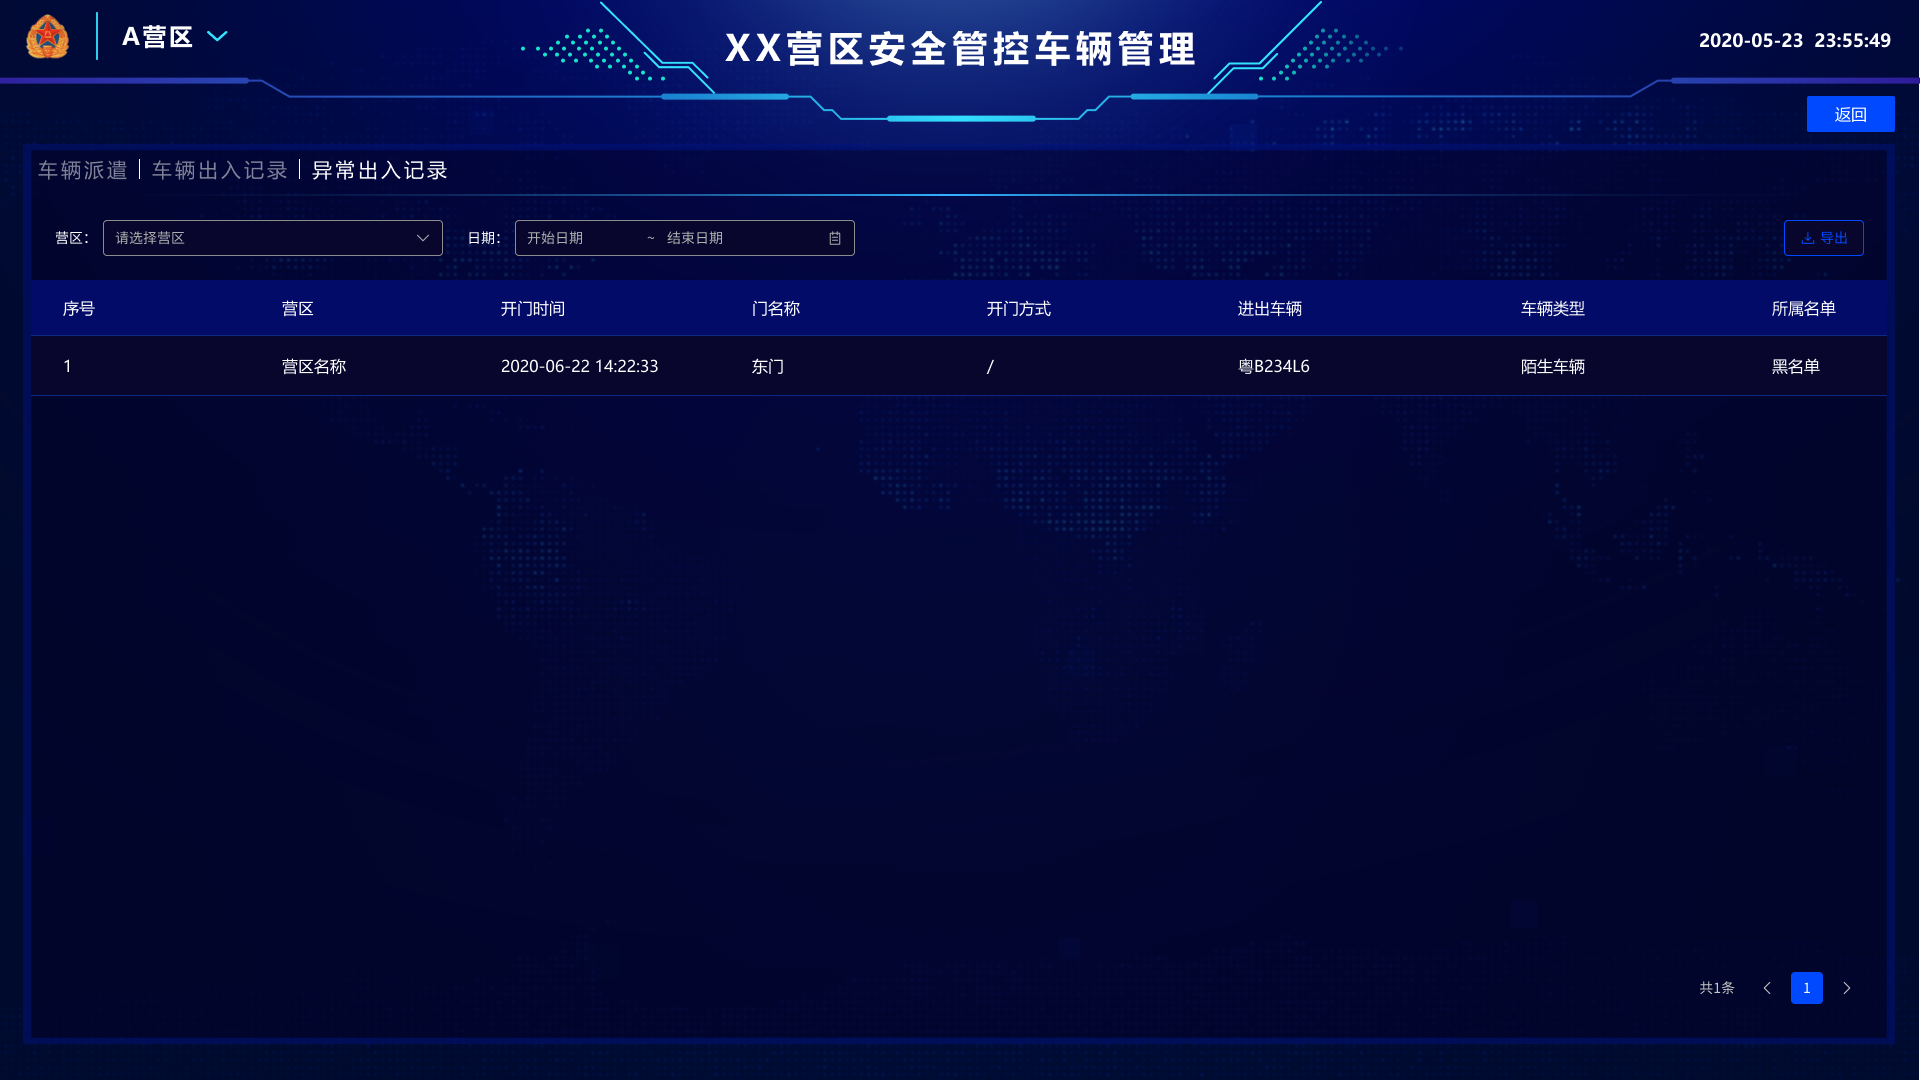 A营区
XX营区安全管控车辆管理
2020-05-23 23:55:49
返回
车辆派遣 车辆出入记录 异常出入记录
营区： 请选择营区 日期： 开始日期 ~ 结束日期 导出
序号 营区 开门时间 门名称 开门方式 进出车辆 车辆类型 所属名单
1 营区名称 2020-06-22 14:22:33 东门 / 粤B234L6 陌生车辆 黑名单
共1条 1